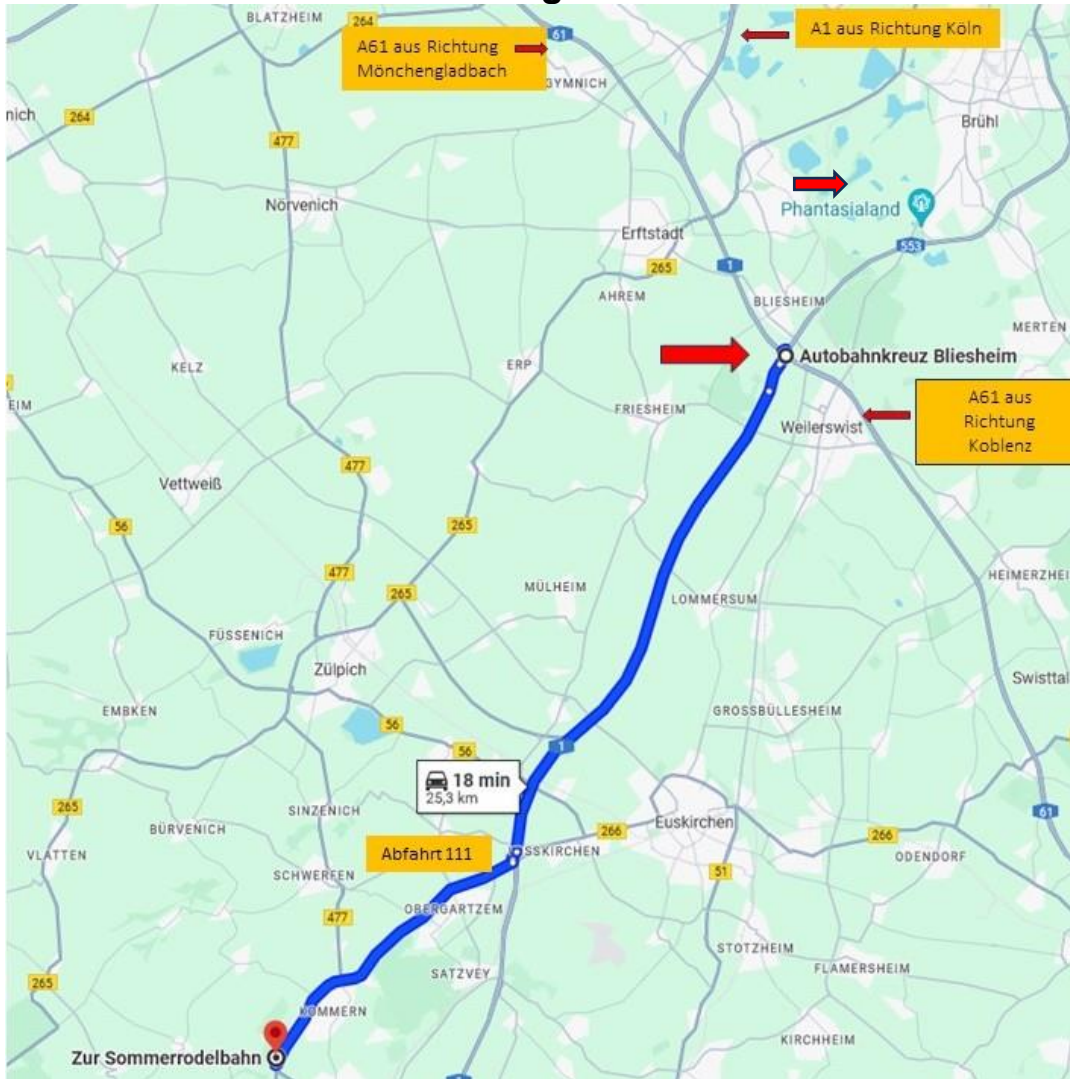 BLATZHEIM
264
61
A61 aus Richtung
Mönchengladbach
A1 aus Richtung Köln
GYMNICH
nich
264
477
Brühl
Nörvenich
Phantasialand
Erftstadt
553
265
1
AHREM
BLIESHEIM
MERTEN
KELZ
ERP
Autobahnkreuz Bliesheim
EIM
FRIESHEIM
Weilerswist
A61 aus
Richtung
Koblenz
477
Vettweiß
56
265
477
HEIMERZHEI
MÜLHEIM
265
LOMMERSUM
FÜSSENICH
Zülpich
Swisttal
EMBKEN
56
GROSSBÜLLESHEIM
56
1
18 min
25,3 km
265
SINZENICH
61
BÜRVENICH
266
Euskirchen
266
VLATTEN
Abfahrt 111
SSKIRCHEN
ODENDORF
SCHWERFEN
51
477
OBERGARTZEM
STOTZHEIM
265
SATZVEY
FLAMERSHEIM
KOMMERN
KIRCHHEIM
Zur Sommerrodelbahn
1